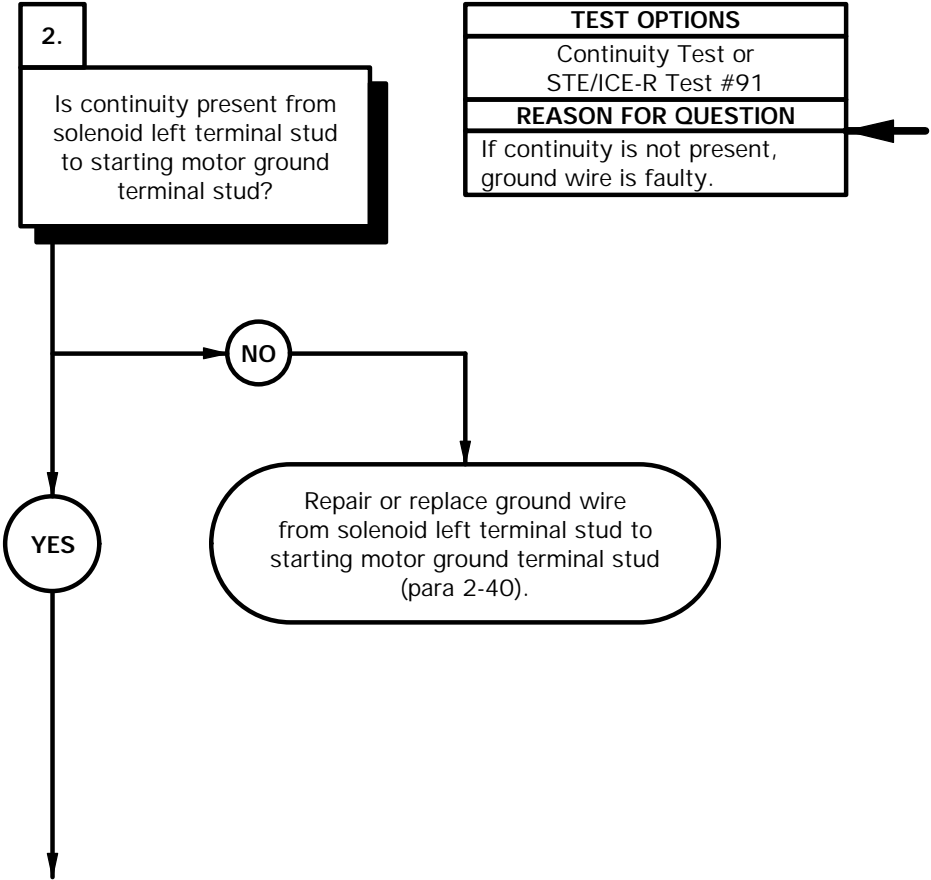 2.
Is continuity present from
solenoid left terminal stud
to starting motor ground
terminal stud?
TEST OPTIONS
Continuity Test or
STE/ICE-R Test #91
REASON FOR QUESTION
If continuity is not present,
ground wire is faulty.
NO
Repair or replace ground wire
from solenoid left terminal stud to
starting motor ground terminal stud
(para 2-40).
YES